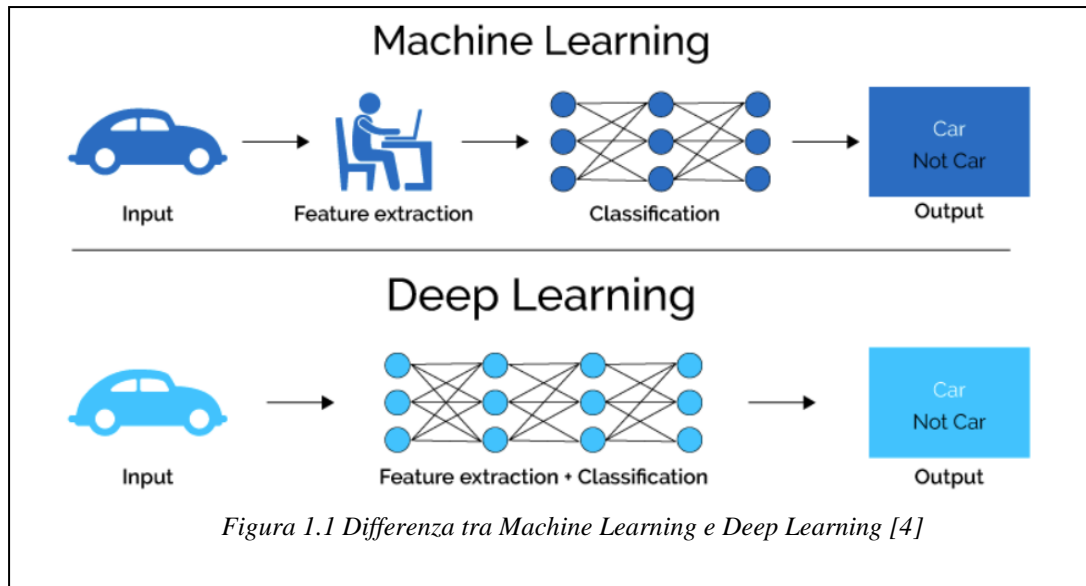 Machine Learning
Car
Not Car
Input
Feature extraction
Classification
Output
Deep Learning
Car
Not Car
Input
Feature extraction + Classification
Output
Figura 1.1 Differenza tra Machine Learning e Deep Learning [4]